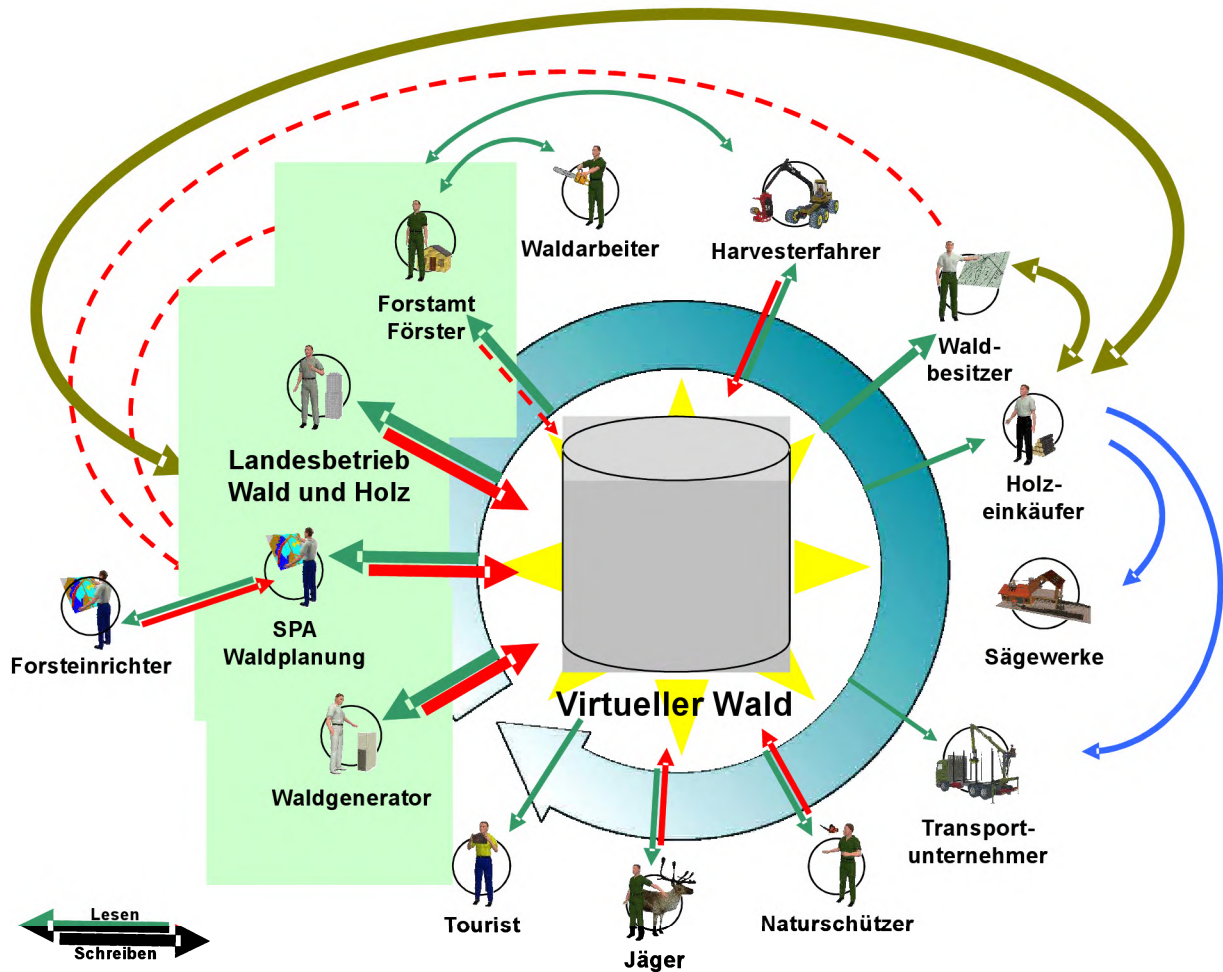 Waldarbeiter
Harvesterfahrer
Forstamt
Förster
Wald-
besitzer
Landesbetrieb
Wald und Holz
Holz-
einkäufer
SPA
Waldplanung
Forsteinrichter
Sägewerke
Virtueller Wald
Waldgenerator
Transport-
unternehmer
Tourist
Jäger
Naturschützer
Lesen
Schreiben